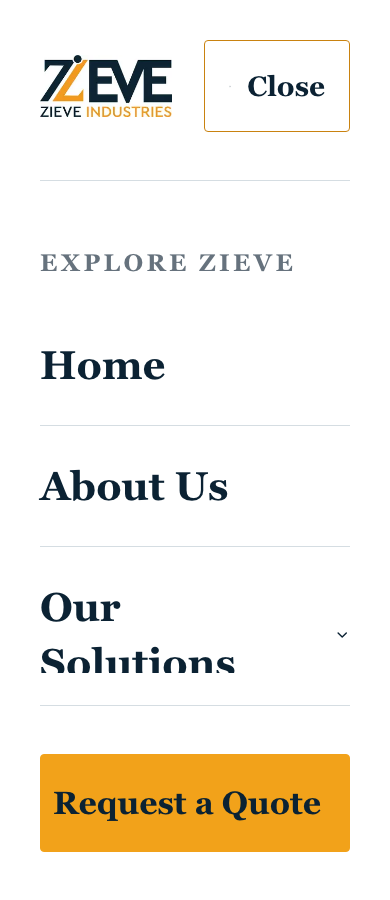 ZIEVE
ZIEVE INDUSTRIES
Close
EXPLORE ZIEVE
Home
About Us
Our
Solutions
Request a Quote